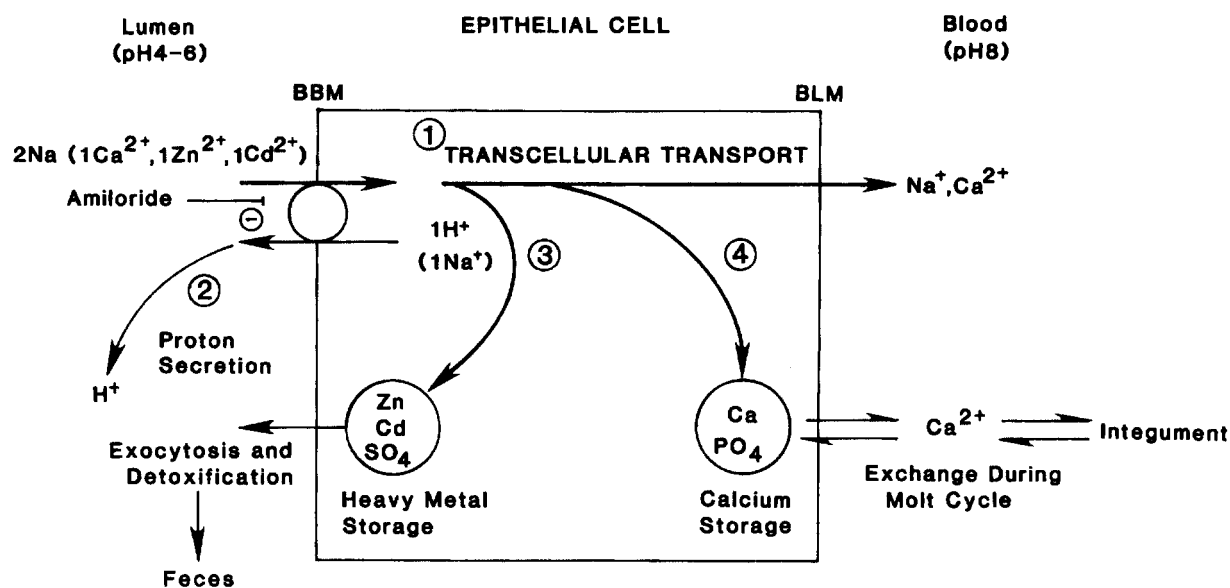 Lumen
(pH4-6)
EPITHELIAL CELL
Blood
(pH8)
BBM
BLM
①
2Na (1Ca²⁺,1Zn²⁺,1Cd²⁺)
TRANSCELLULAR TRANSPORT
Na⁺,Ca²⁺
Amiloride
(-)
1H⁺
(1Na⁺)
③
④
②
Proton
Secretion
H⁺
Zn
Cd
SO₄
Ca
PO₄
Ca²⁺
Integument
Exocytosis and
Detoxification
Heavy Metal
Storage
Calcium
Storage
Exchange During
Molt Cycle
Feces